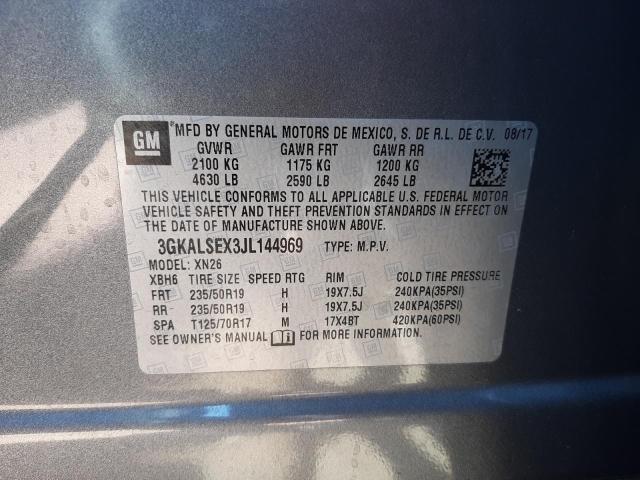 GM *MFD BY GENERAL MOTORS DE MEXICO, S. DE R.L. DE C.V. 08/17
GVWR GAWR FRT GAWR RR
2100 KG 1175 KG 1200 KG
4630 LB 2590 LB 2645 LB
THIS VEHICLE CONFORMS TO ALL APPLICABLE U.S. FEDERAL MOTOR
VEHICLE SAFETY AND THEFT PREVENTION STANDARDS IN EFFECT ON
THE DATE OF MANUFACTURE SHOWN ABOVE.
3GKALSEX3JL144969 TYPE: M.P.V.
MODEL: XN26
XBH6 TIRE SIZE SPEED RTG RIM COLD TIRE PRESSURE
FRT 235/50R19 H 19X7.5J 240KPA(35PSI)
RR 235/50R19 H 19X7.5J 240KPA(35PSI)
SPA T125/70R17 M 17X4BT 420KPA(60PSI)
SEE OWNER'S MANUAL FOR MORE INFORMATION.